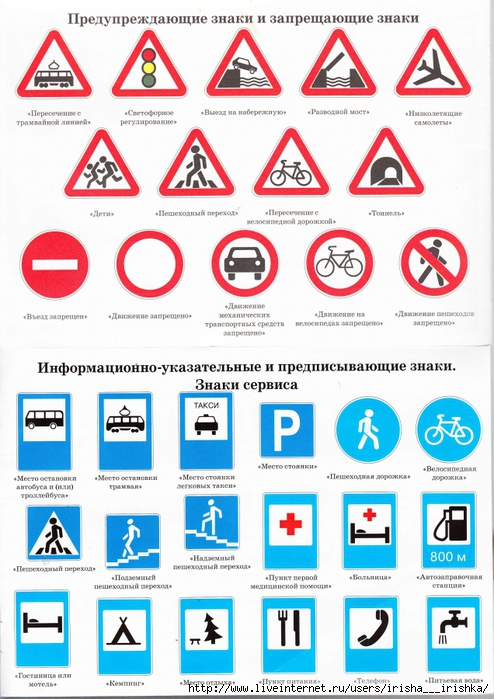 Предупреждающие знаки и запрещающие знаки
«Пересечение с
трамвайной линией»
«Светофорное
регулирование»
«Выезд на набережную»
«Разводной мост»
«Низколетящие
самолеты»
«Дета»
«Пешеходный переход»
«Пересечение с
велосипедной дорожкой»
«Тоннель»
«Въезд запрещен»
«Движение запрещено»
«Движение
механических
транспортных средств
запрещено»
«Движение на
велосипедах запрещено»
«Движение пешеходов
запрещено»
Информационно-указательные и предписывающие знаки.
Знаки сервиса
ТАКСИ
P
«Место остановки
автобуса и (или)
троллейбуса»
«Место остановки
трамвая»
«Место стоянки
легковых такси»
«Место стоянки»
«Пешеходная дорожка»
«Велосипедная
дорожка»
800 м
«Пешеходный переход»
«Подземный
пешеходный переход»
«Надземный
пешеходный переход»
«Пункт первой
медицинской помощи»
«Больница»
«Автозаправочная
станция»
«Гостиница или
мотель»
«Кемпинг»
«Место отдыха»
«Пункт питания»
«Телефон»
«Питьевая вода»
http://www.liveinternet.ru/users/irisha__irishka/